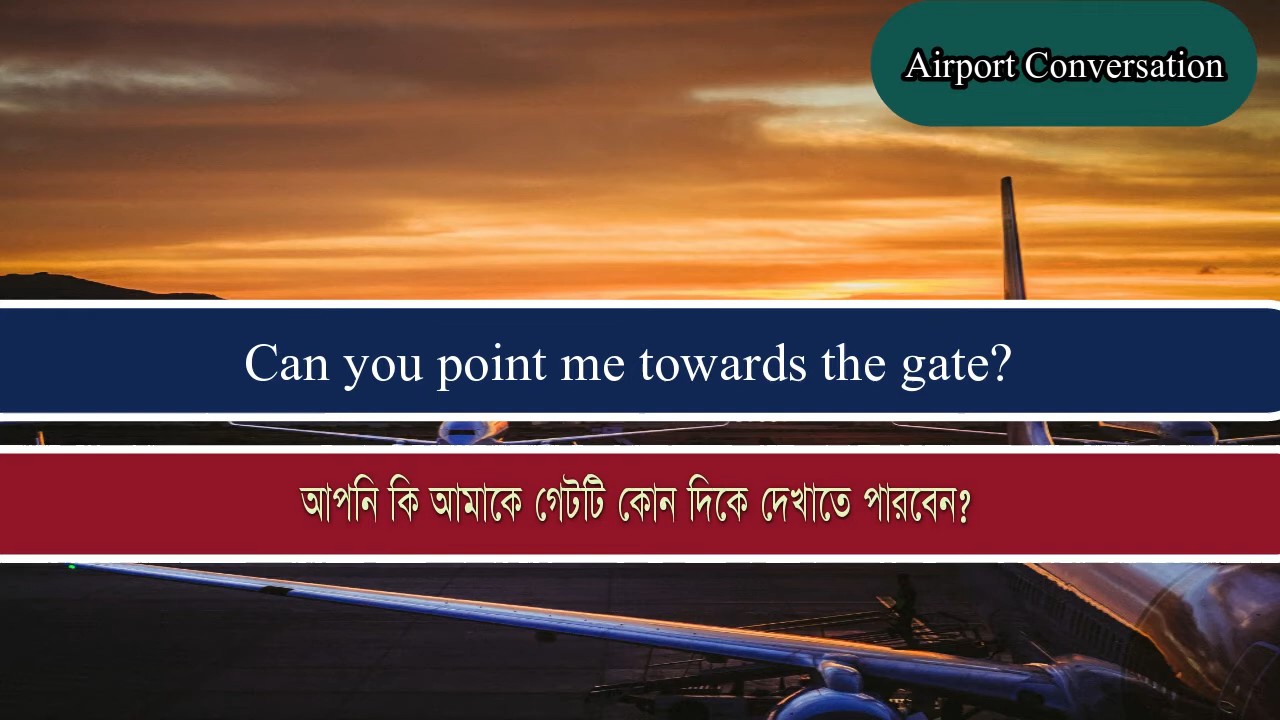 Airport Conversation
Can you point me towards the gate?
আপনি কি আমাকে গেটটি কোন দিকে দেখাতে পারবেন?